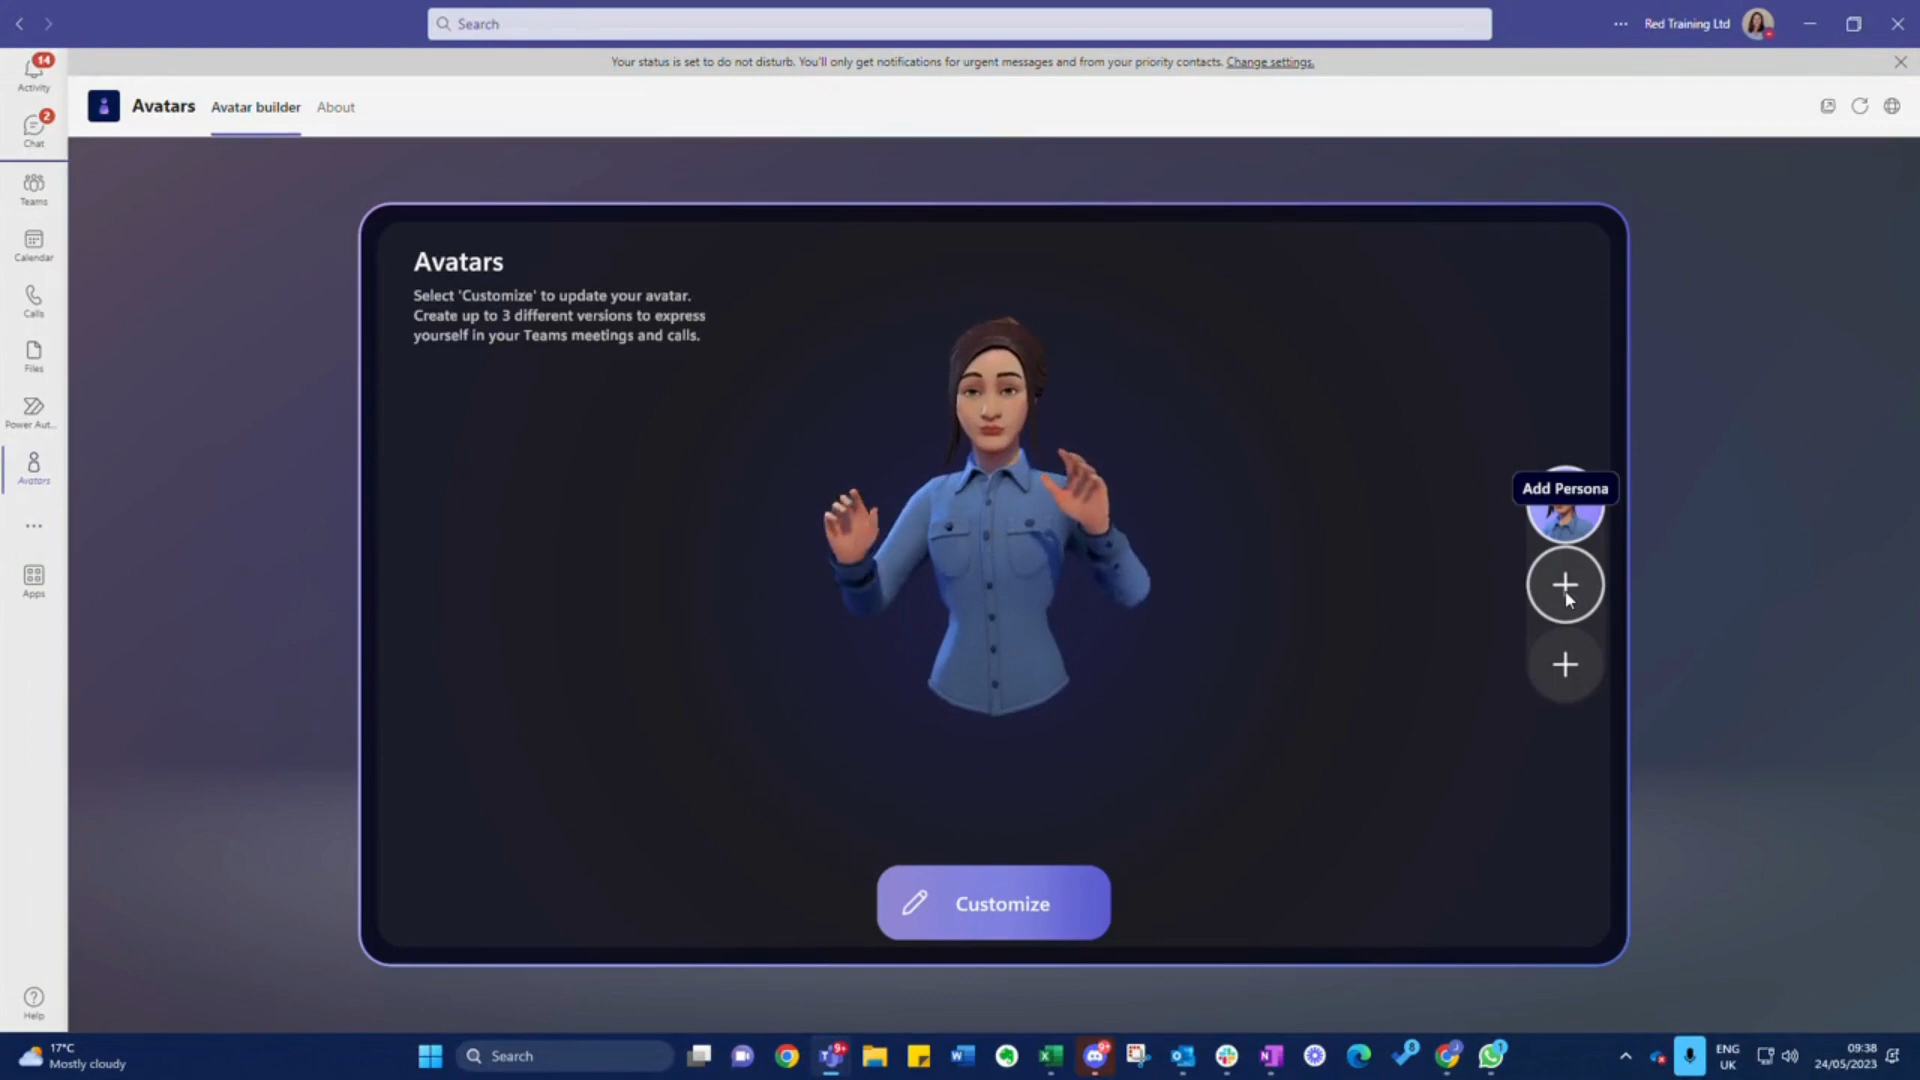 Search
Red Training Ltd
Your status is set to do not disturb. You'll only get notifications for urgent messages and from your priority contacts. Change settings.
14
Activity
2
Chat
Teams
Calendar
Calls
Files
Power Aut...
Avatars
Apps
Help
Avatars
Avatar builder
About
Avatars
Select 'Customize' to update your avatar.
Create up to 3 different versions to express
yourself in your Teams meetings and calls.
Add Persona
Customize
17°C
Mostly cloudy
Search
9+
9+
8
1
ENG
UK
09:38
24/05/2023